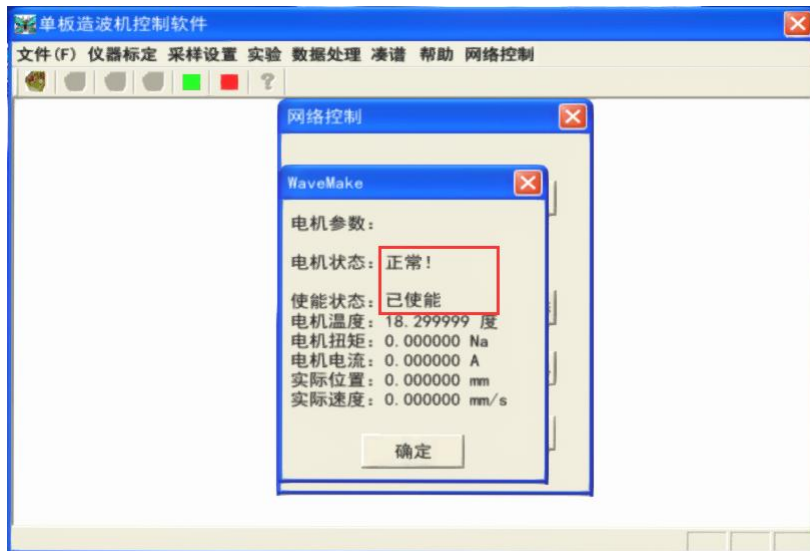 单板造波机控制软件
文件(F) 仪器标定 采样设置 实验 数据处理 凑谱 帮助 网络控制
?
网络控制
WaveMake
电机参数:
电机状态: 正常!
使能状态: 已使能
电机温度: 18.299999 度
电机扭矩: 0.000000 Na
电机电流: 0.000000 A
实际位置: 0.000000 mm
实际速度: 0.000000 mm/s
确定